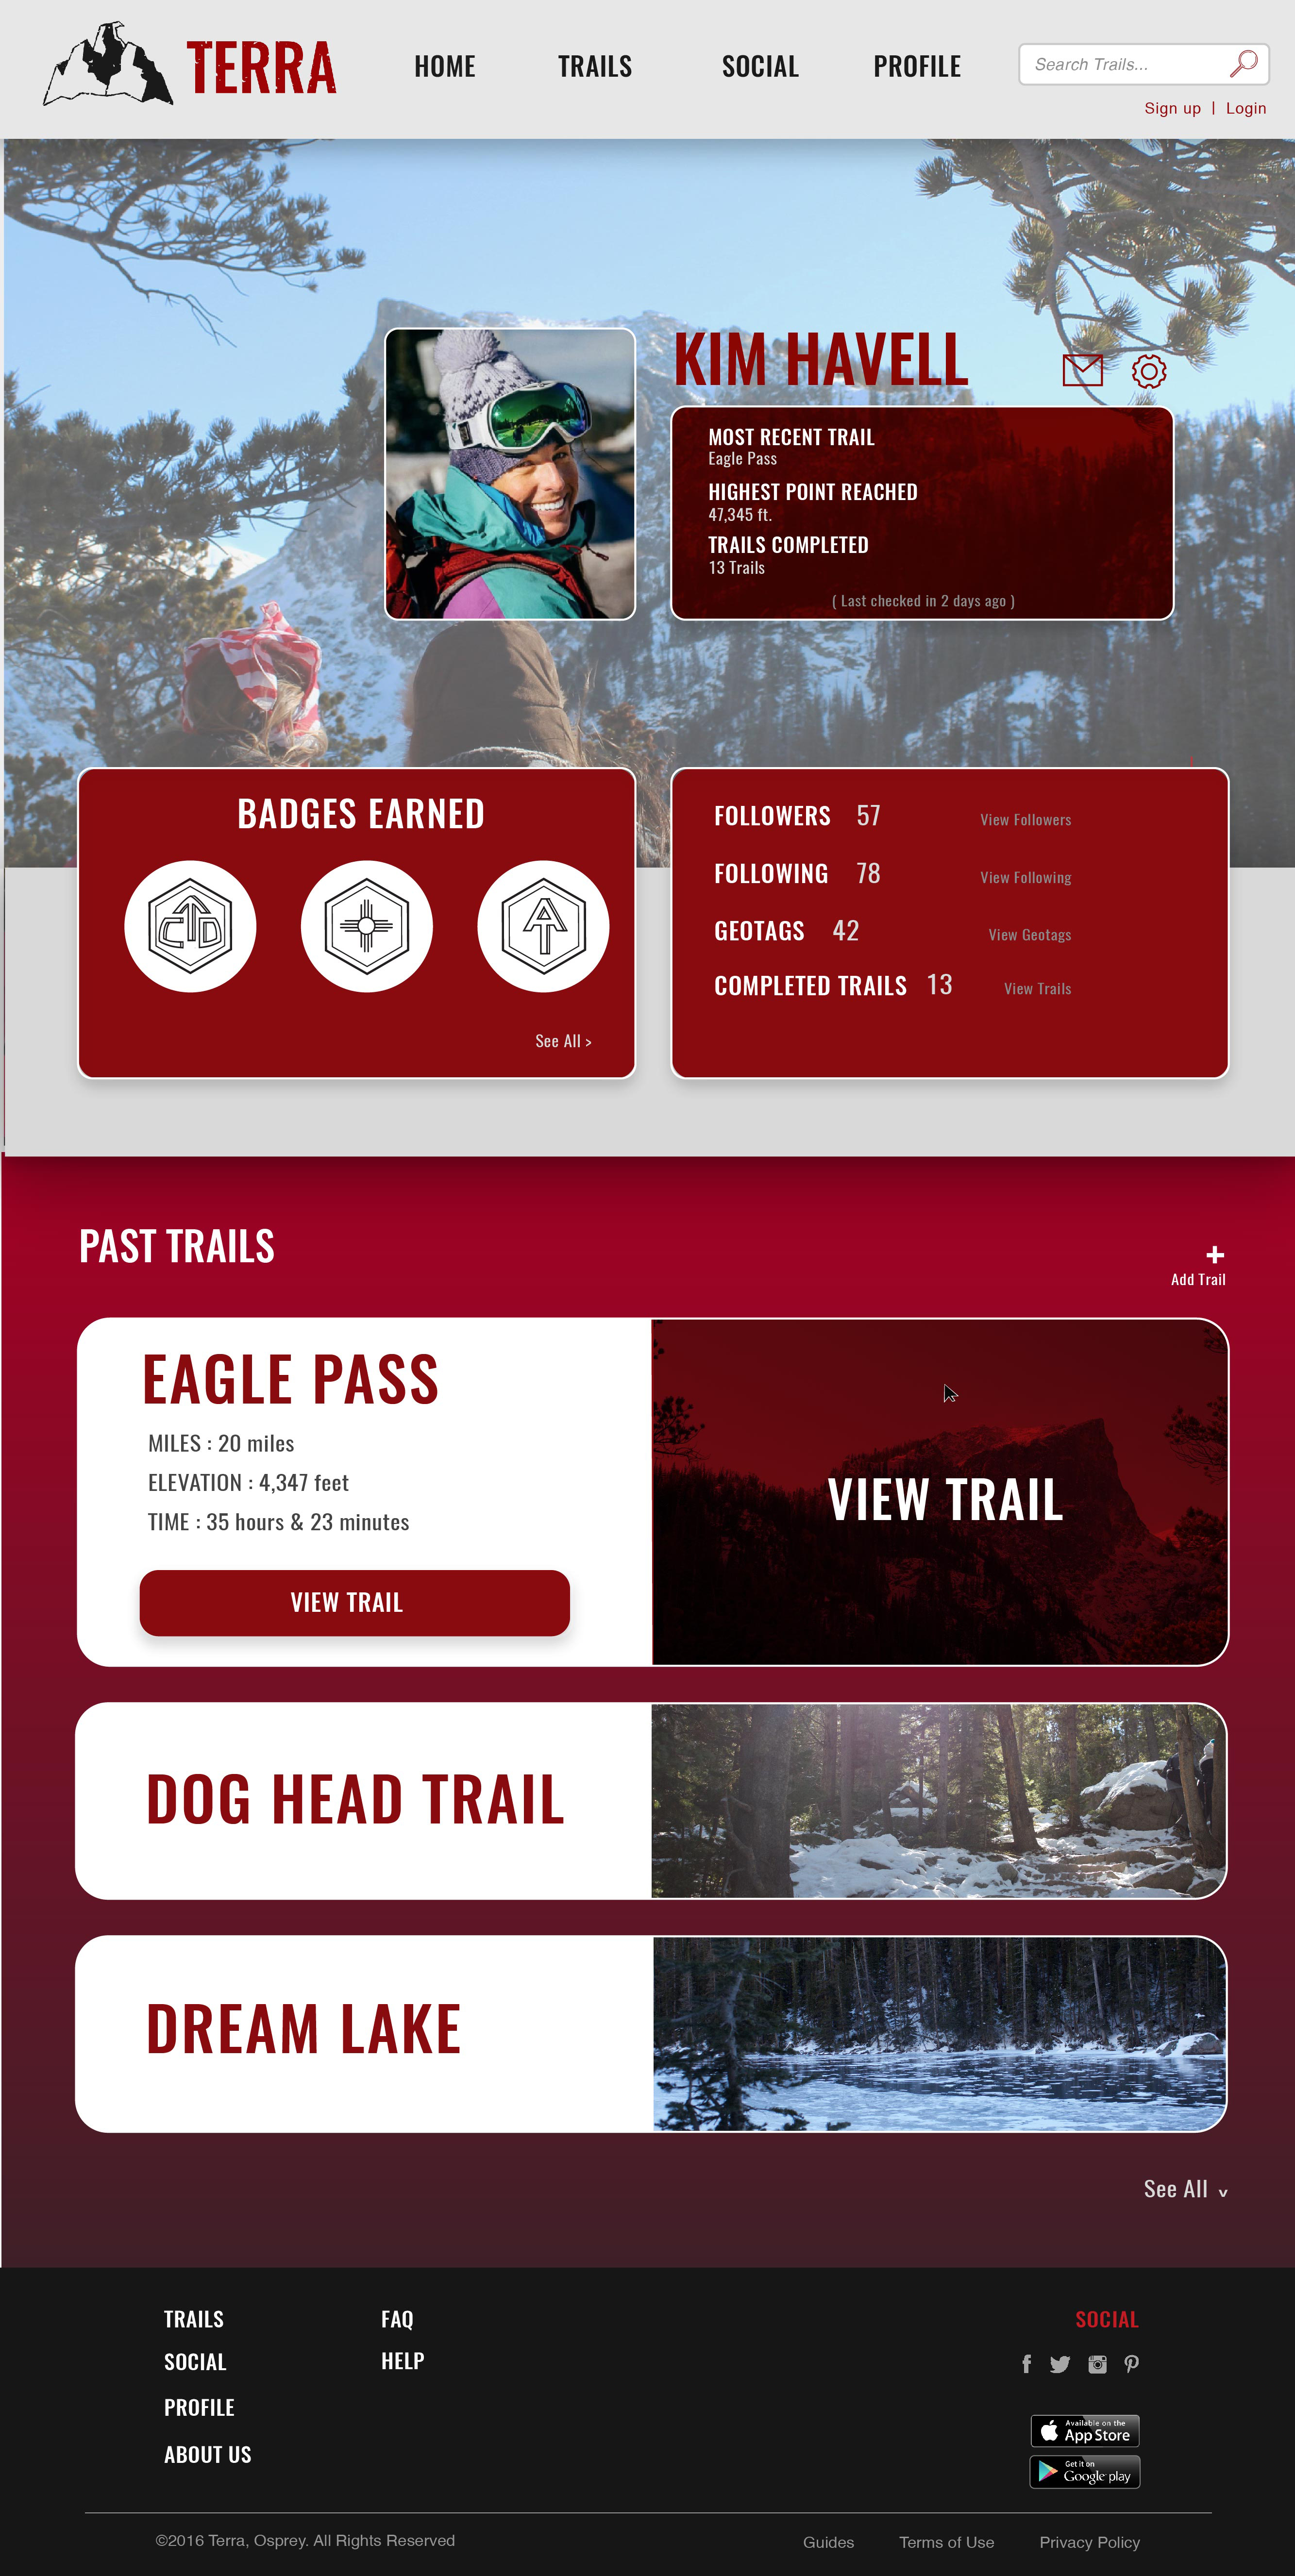 TERRA
HOME
TRAILS
SOCIAL
PROFILE
Search Trails...
Sign up | Login
KIM HAVELL
MOST RECENT TRAIL
Eagle Pass
HIGHEST POINT REACHED
47,345 ft.
TRAILS COMPLETED
13 Trails
( Last checked in 2 days ago )
BADGES EARNED
CTD
AT
See All >
FOLLOWERS 57 View Followers
FOLLOWING 78 View Following
GEOTAGS 42 View Geotags
COMPLETED TRAILS 13 View Trails
PAST TRAILS
+
Add Trail
EAGLE PASS
MILES : 20 miles
ELEVATION : 4,347 feet
TIME : 35 hours & 23 minutes
VIEW TRAIL
VIEW TRAIL
DOG HEAD TRAIL
DREAM LAKE
See All v
TRAILS
SOCIAL
PROFILE
ABOUT US
FAQ
HELP
SOCIAL
Available on the
App Store
Get it on
Google play
©2016 Terra, Osprey. All Rights Reserved
Guides
Terms of Use
Privacy Policy